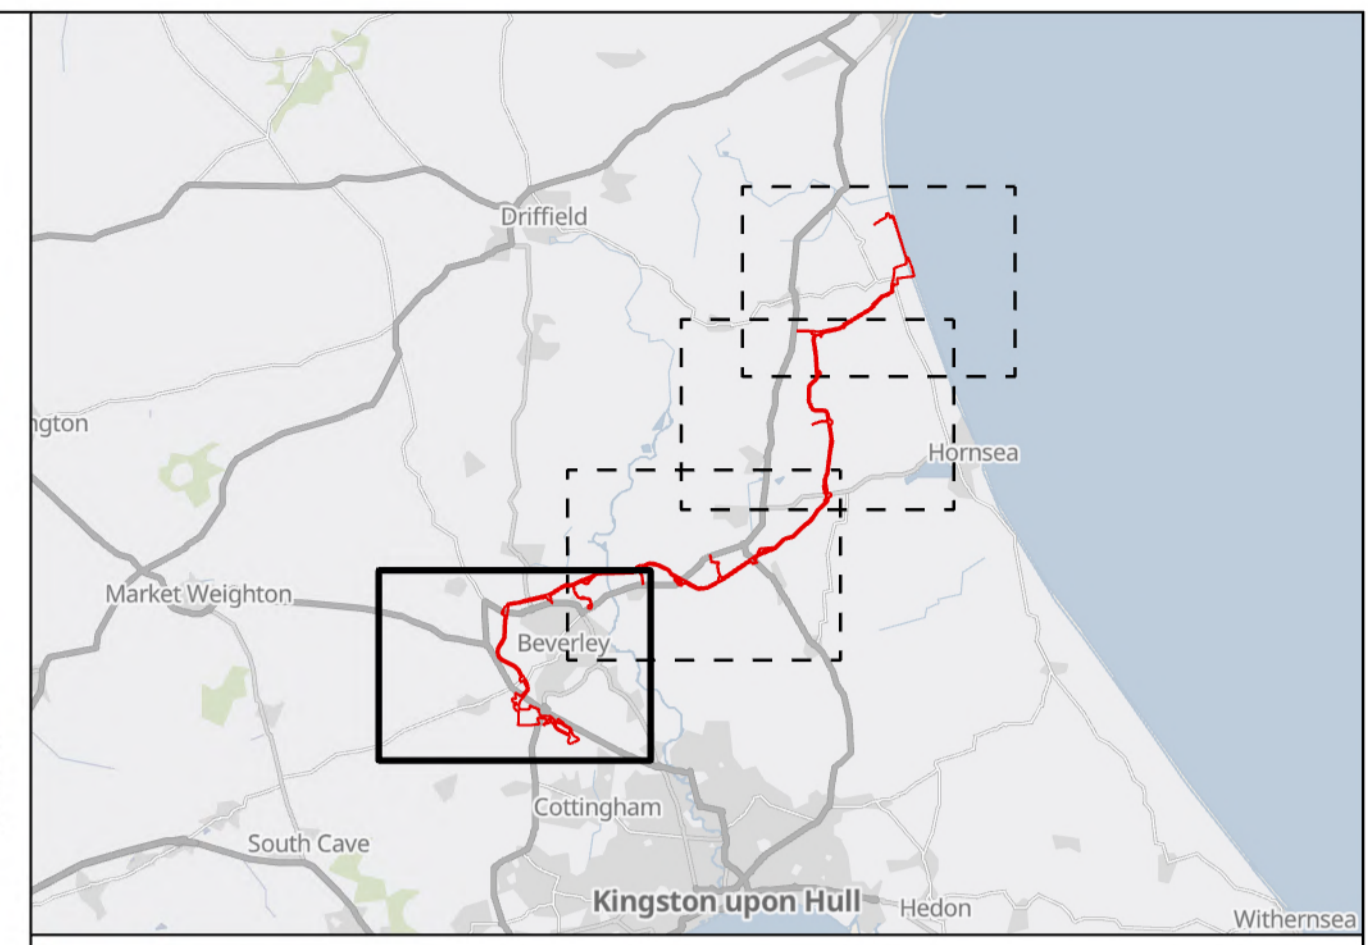 Driffield
ngton
Hornsea
Market Weighton
Beverley
Cottingham
South Cave
Kingston upon Hull
Hedon
Withernsea